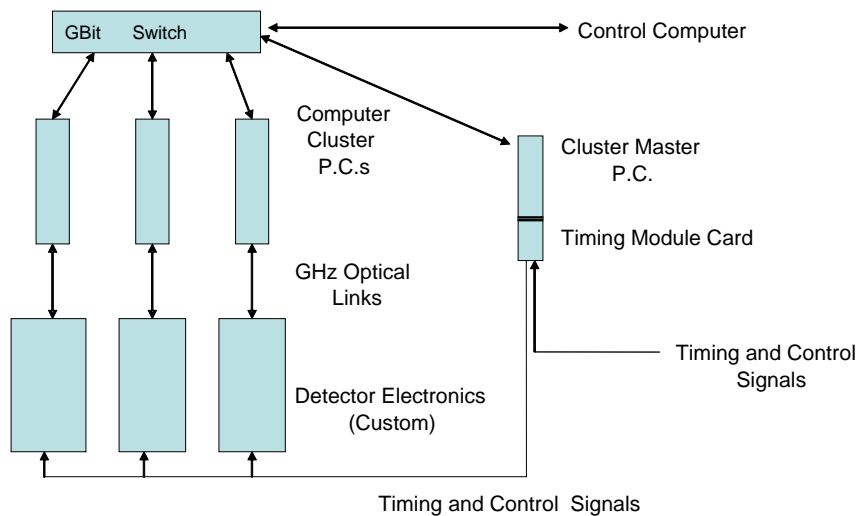 GBit Switch
Control Computer
Computer
Cluster
P.C.s
Cluster Master
P.C.
Timing Module Card
GHz Optical
Links
Timing and Control
Signals
Detector Electronics
(Custom)
Timing and Control Signals